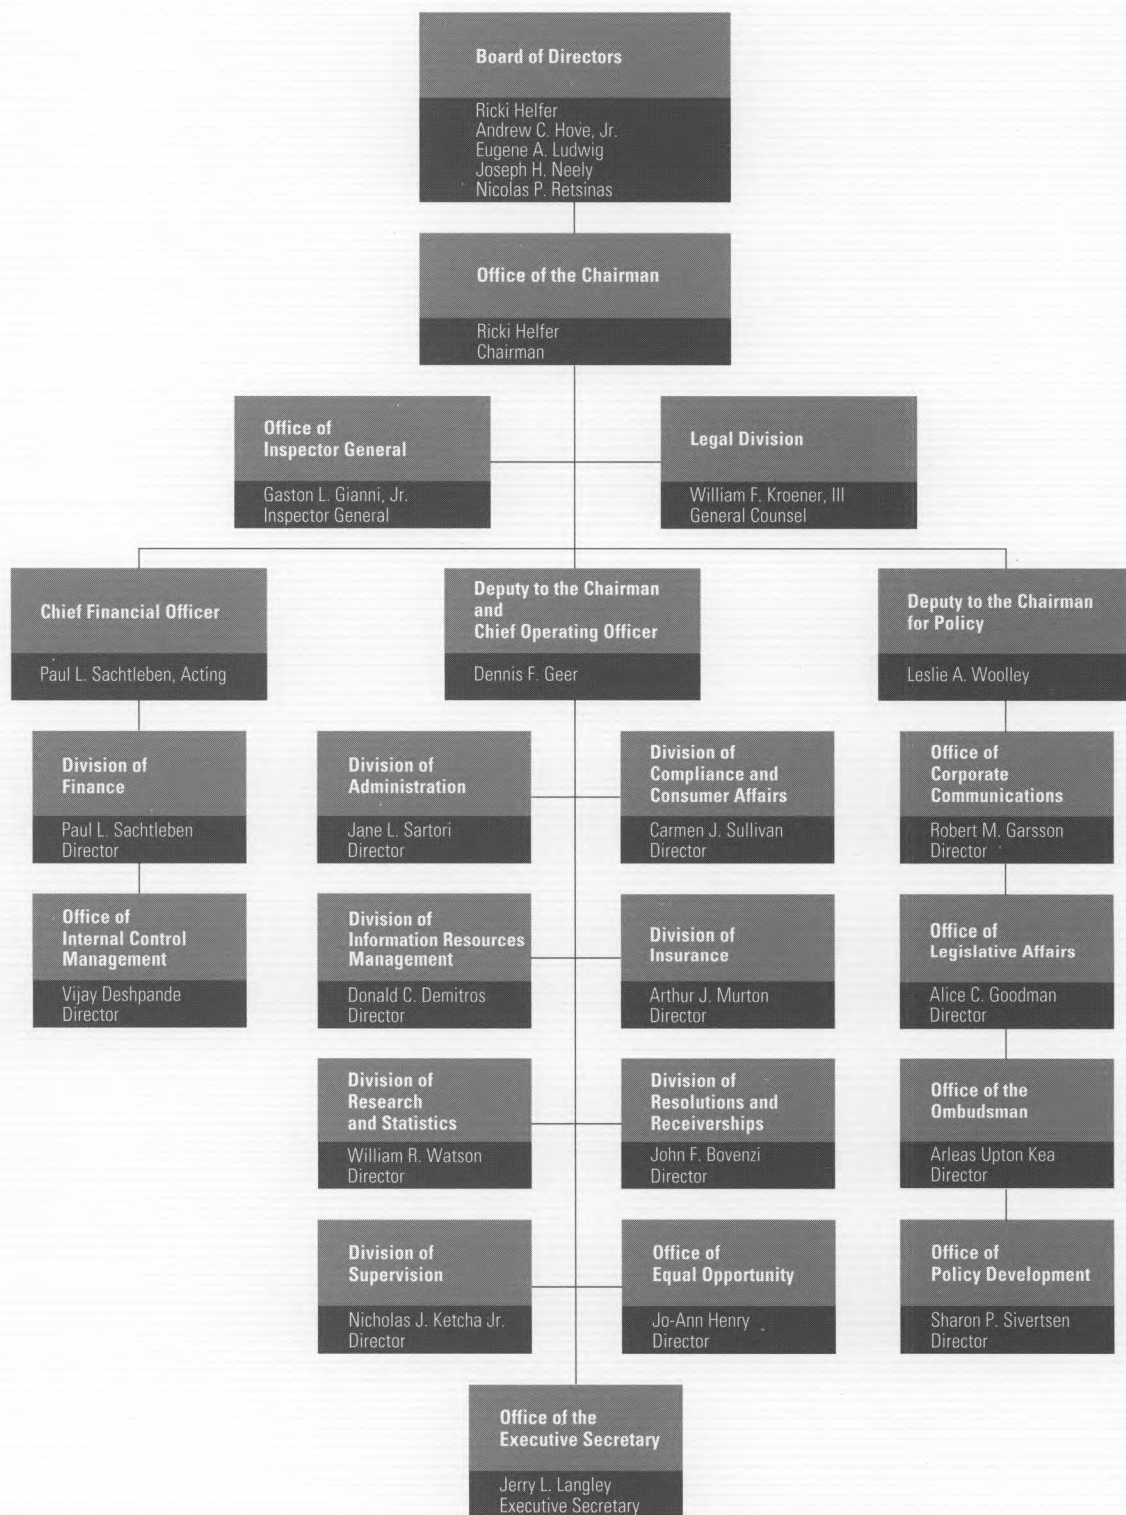 Board of Directors
Ricki Helfer
Andrew C. Hove, Jr.
Eugene A. Ludwig
Joseph H. Neely
Nicolas P. Retsinas
Office of the Chairman
Ricki Helfer
Chairman
Office of
Inspector General
Gaston L. Gianni, Jr.
Inspector General
Legal Division
William F. Kroener, III
General Counsel
Chief Financial Officer
Paul L. Sachtleben, Acting
Deputy to the Chairman
and
Chief Operating Officer
Dennis F. Geer
Deputy to the Chairman
for Policy
Leslie A. Woolley
Division of
Finance
Paul L. Sachtleben
Director
Division of
Administration
Jane L. Sartori
Director
Division of
Compliance and
Consumer Affairs
Carmen J. Sullivan
Director
Office of
Corporate
Communications
Robert M. Garsson
Director
Office of
Internal Control
Management
Vijay Deshpande
Director
Division of
Information Resources
Management
Donald C. Demitros
Director
Division of
Insurance
Arthur J. Murton
Director
Office of
Legislative Affairs
Alice C. Goodman
Director
Division of
Research
and Statistics
William R. Watson
Director
Division of
Resolutions and
Receiverships
John F. Bovenzi
Director
Office of the
Ombudsman
Arleas Upton Kea
Director
Division of
Supervision
Nicholas J. Ketcha Jr.
Director
Office of
Equal Opportunity
Jo-Ann Henry
Director
Office of
Policy Development
Sharon P. Sivertsen
Director
Office of the
Executive Secretary
Jerry L. Langley
Executive Secretary